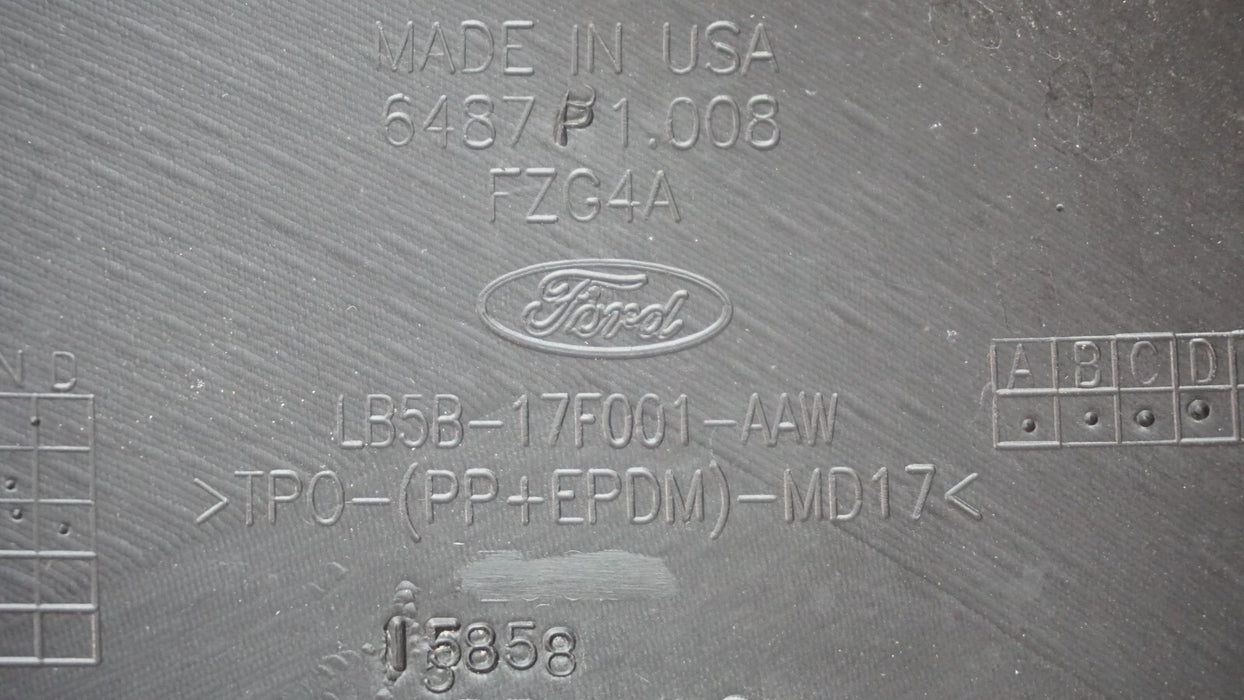 MADE IN USA
6487 P1.008
FZG4A
Ford
N D
A B C D
LB5B-17F001-AAW
>TPO-(PP+EPDM)-MD17<
15858